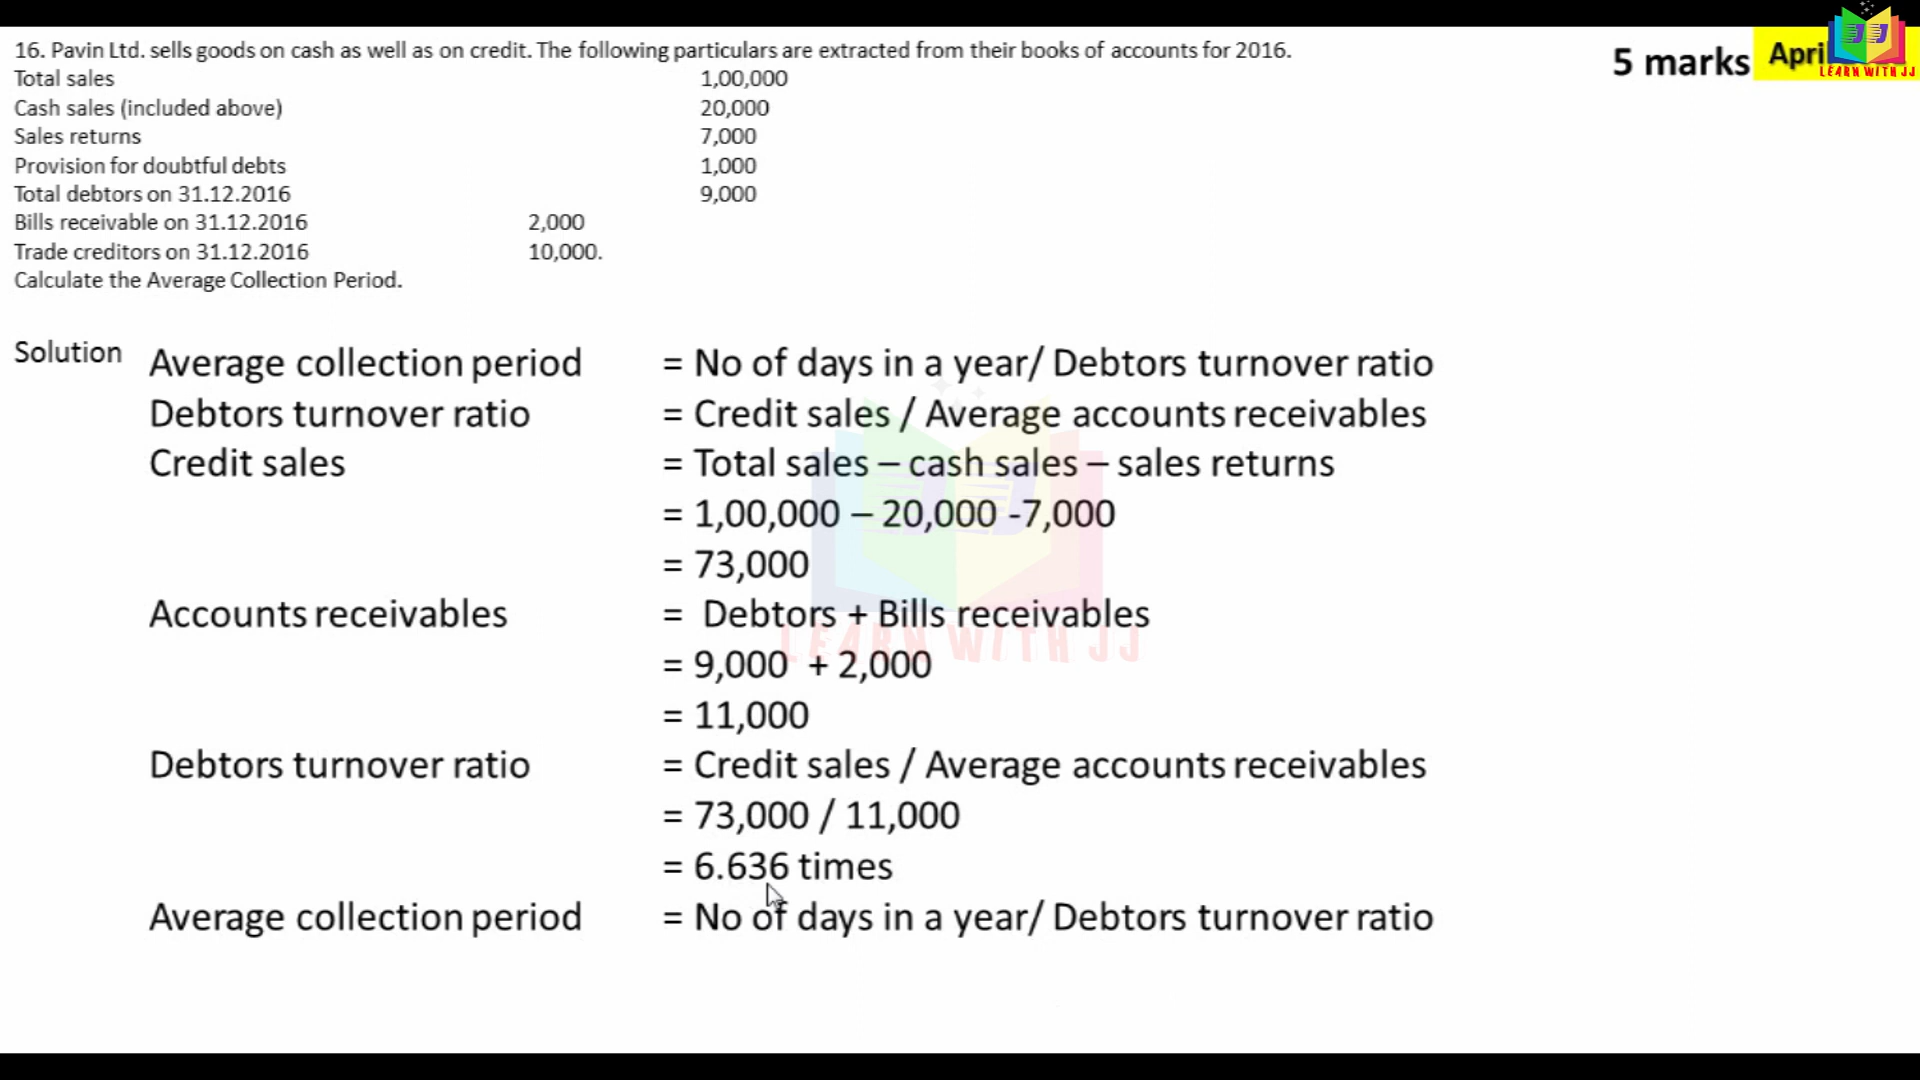 16. Pavin Ltd. sells goods on cash as well as on credit. The following particulars are extracted from their books of accounts for 2016.
5 marks
Apri
LEARN WITH JJ
Total sales 1,00,000
Cash sales (included above) 20,000
Sales returns 7,000
Provision for doubtful debts 1,000
Total debtors on 31.12.2016 9,000
Bills receivable on 31.12.2016 2,000
Trade creditors on 31.12.2016 10,000.
Calculate the Average Collection Period.
Solution Average collection period = No of days in a year/ Debtors turnover ratio
Debtors turnover ratio = Credit sales / Average accounts receivables
Credit sales = Total sales – cash sales – sales returns
= 1,00,000 – 20,000 -7,000
= 73,000
Accounts receivables = Debtors + Bills receivables
LEARN WITH JJ
= 9,000 + 2,000
= 11,000
Debtors turnover ratio = Credit sales / Average accounts receivables
= 73,000 / 11,000
= 6.636 times
Average collection period = No of days in a year/ Debtors turnover ratio